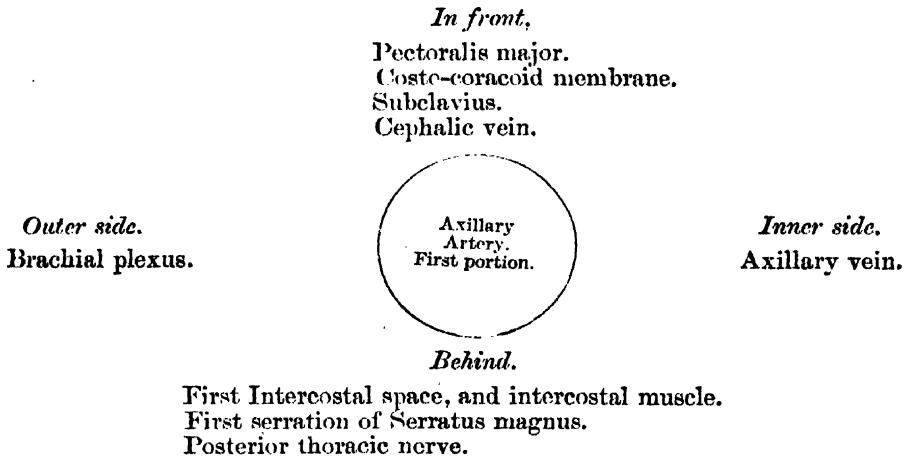 In front.
Pectoralis major.
Costo-coracoid membrane.
Subclavius.
Cephalic vein.
Outer side.
Brachial plexus.
Axillary
Artery.
First portion.
Inner side.
Axillary vein.
Behind.
First Intercostal space, and intercostal muscle.
First serration of Serratus magnus.
Posterior thoracic nerve.